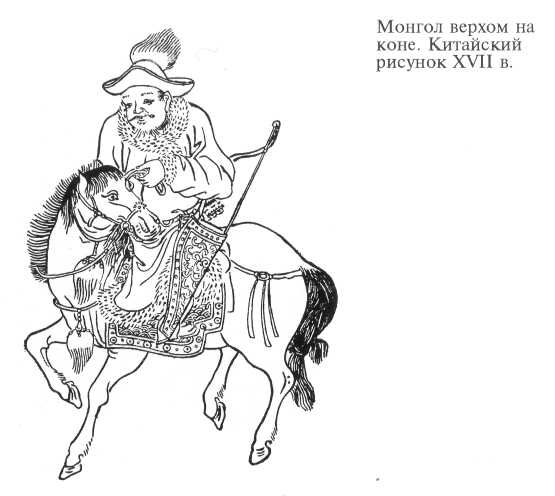 Монгол верхом на
коне. Китайский
рисунок XVII в.